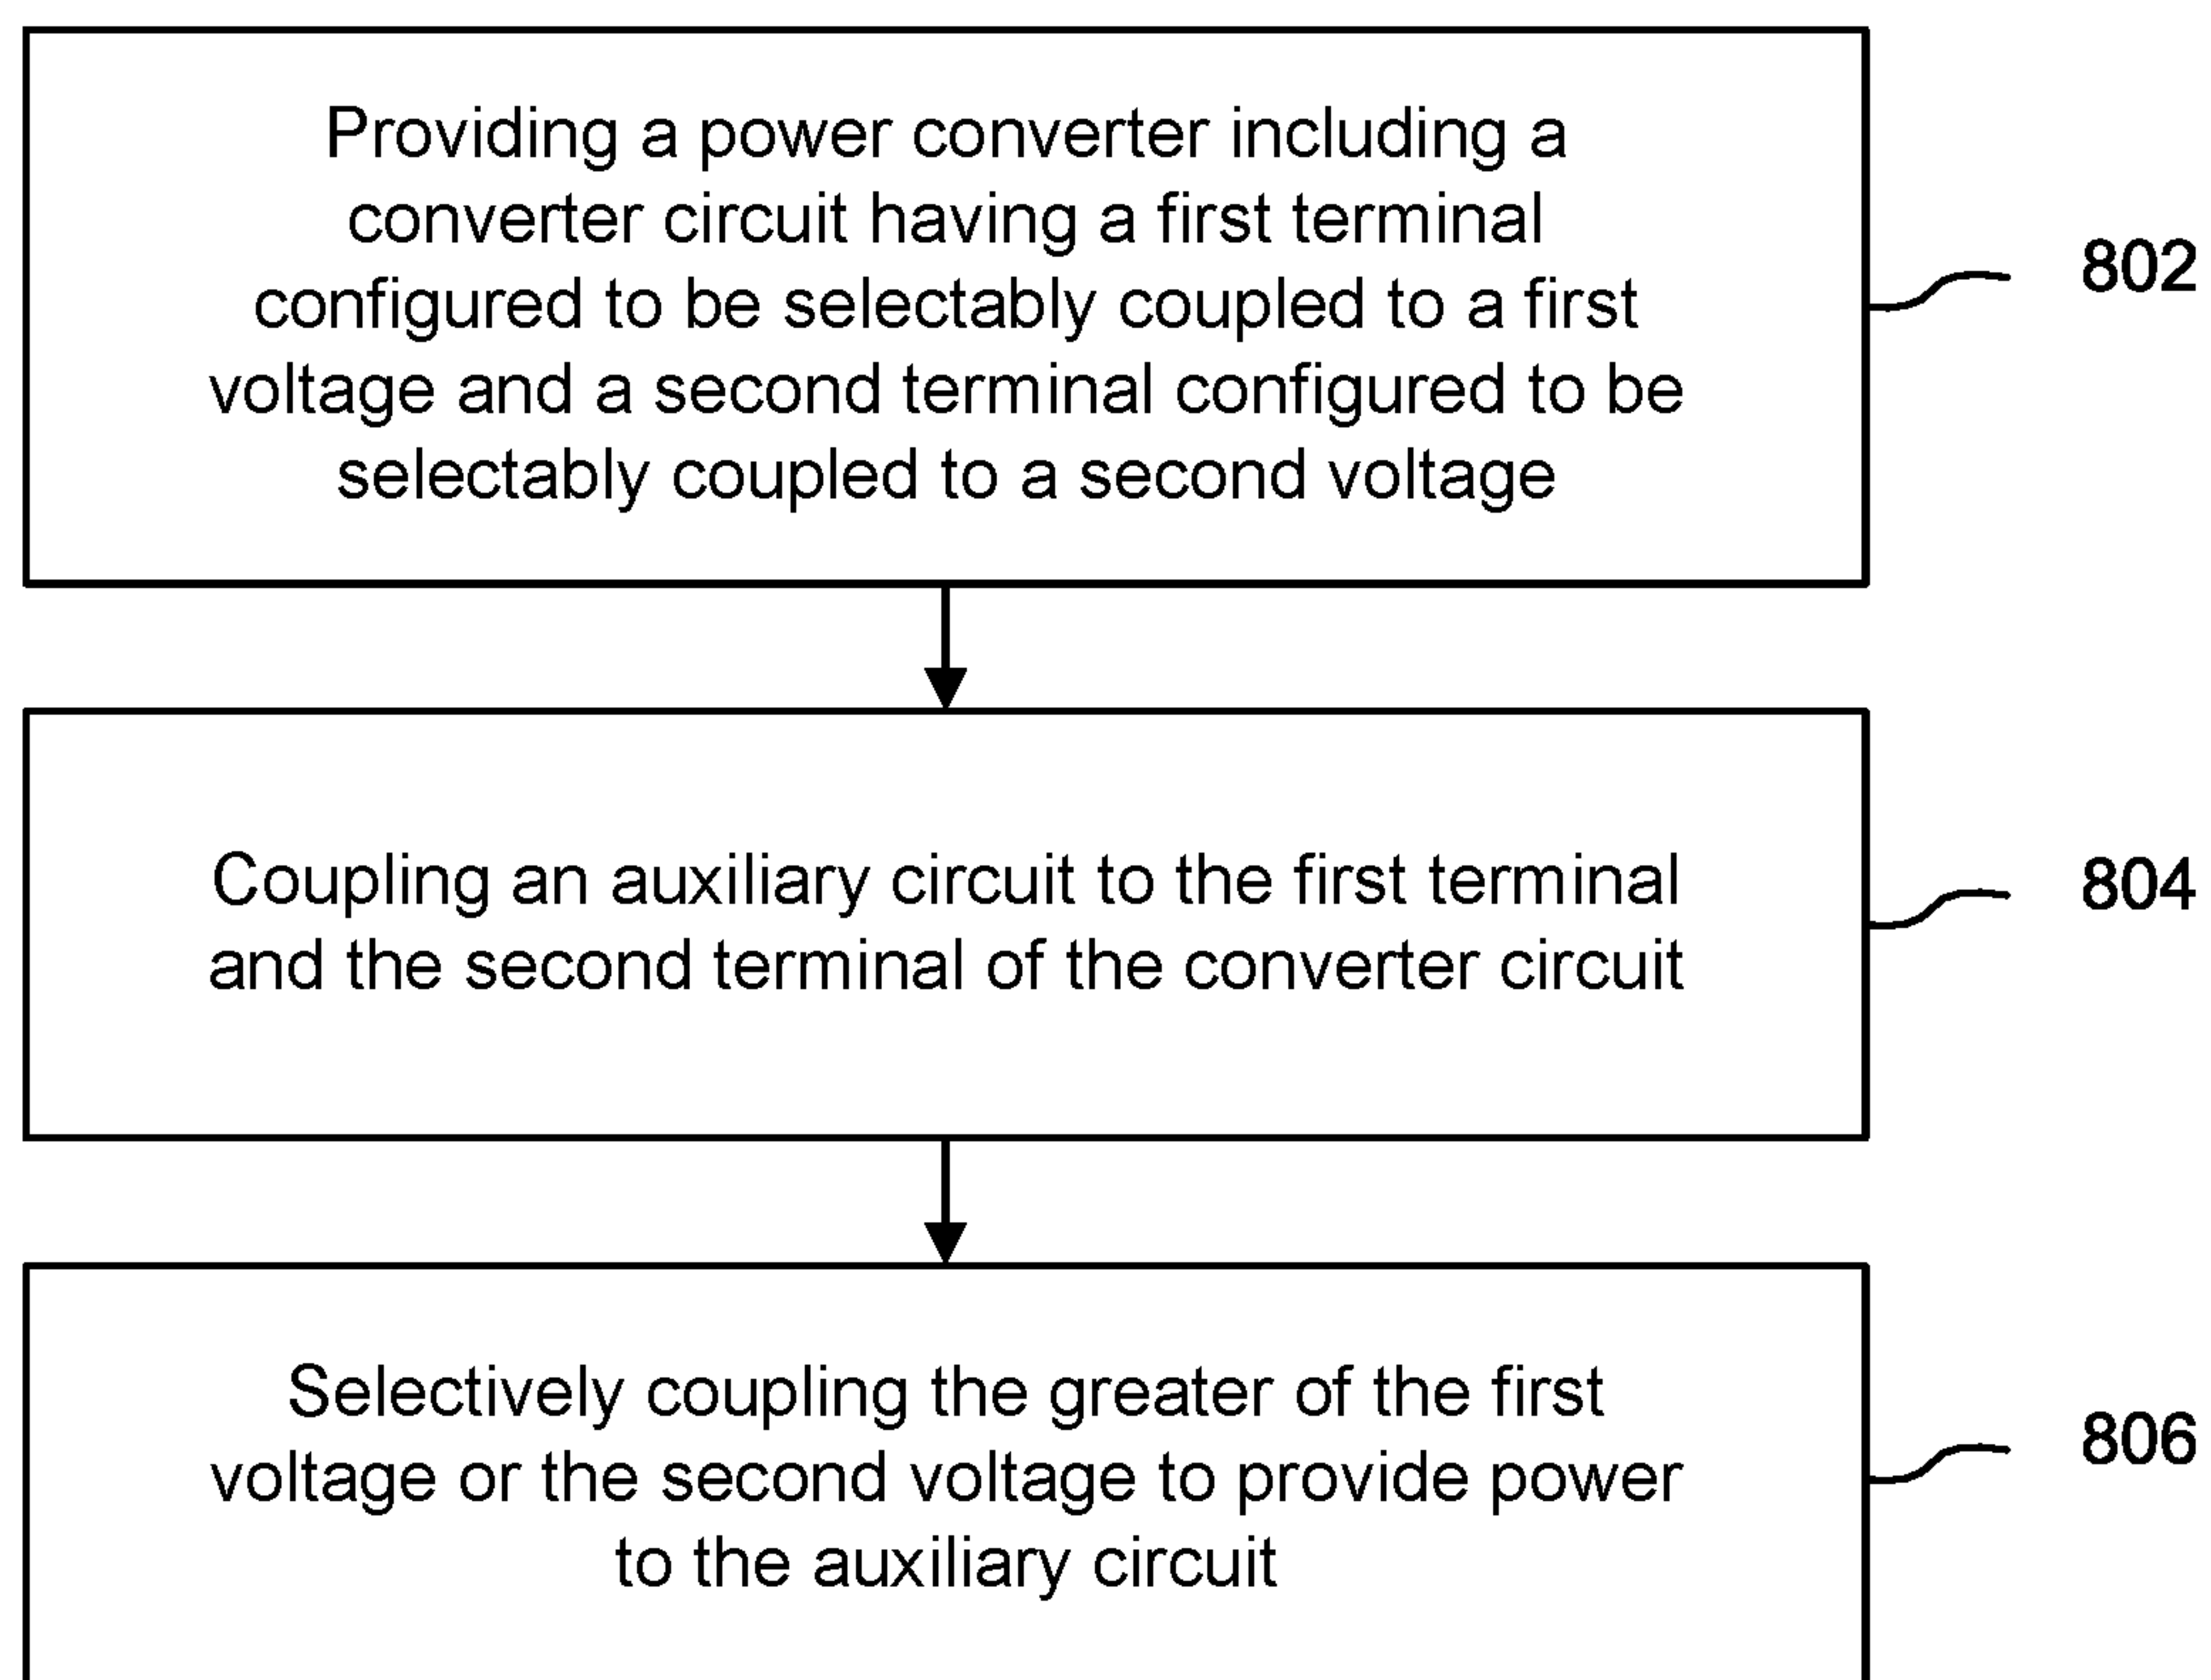 Providing a power converter including a
converter circuit having a first terminal
configured to be selectably coupled to a first
voltage and a second terminal configured to be
selectably coupled to a second voltage
802
Coupling an auxiliary circuit to the first terminal
and the second terminal of the converter circuit
804
Selectively coupling the greater of the first
voltage or the second voltage to provide power
to the auxiliary circuit
806